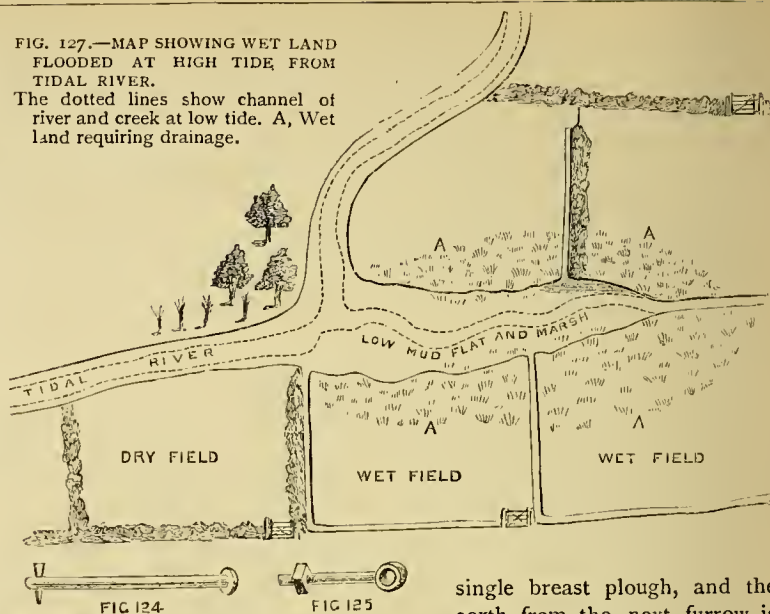 FIG. 127.—MAP SHOWING WET LAND
FLOODED AT HIGH TIDE FROM
TIDAL RIVER.
The dotted lines show channel of
river and creek at low tide. A, Wet
land requiring drainage.
A
A
LOW MUD FLAT AND MARSH
TIDAL RIVER
A
A
DRY FIELD
WET FIELD
WET FIELD
FIG 124
FIG 125
single breast plough, and the
earth from the next furrow is